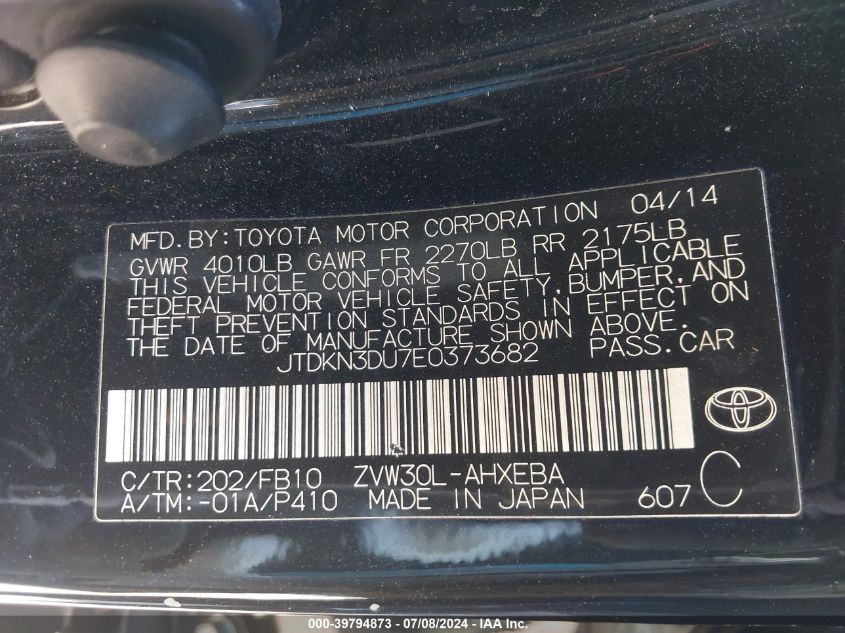 MFD.BY:TOYOTA MOTOR CORPORATION 04/14
GVWR 4010LB GAWR FR 2270LB RR 2175LB
THIS VEHICLE CONFORMS TO ALL APPLICABLE
FEDERAL MOTOR VEHICLE SAFETY,BUMPER,AND
THEFT PREVENTION STANDARDS IN EFFECT ON
THE DATE OF MANUFACTURE SHOWN ABOVE.
JTDKN3DU7E0373682 PASS.CAR
C/TR:202/FB10 ZVW30L-AHXEBA
A/TM:-01A/P410 MADE IN JAPAN 607 C
000-39794873 - 07/08/2024 - IAA Inc.